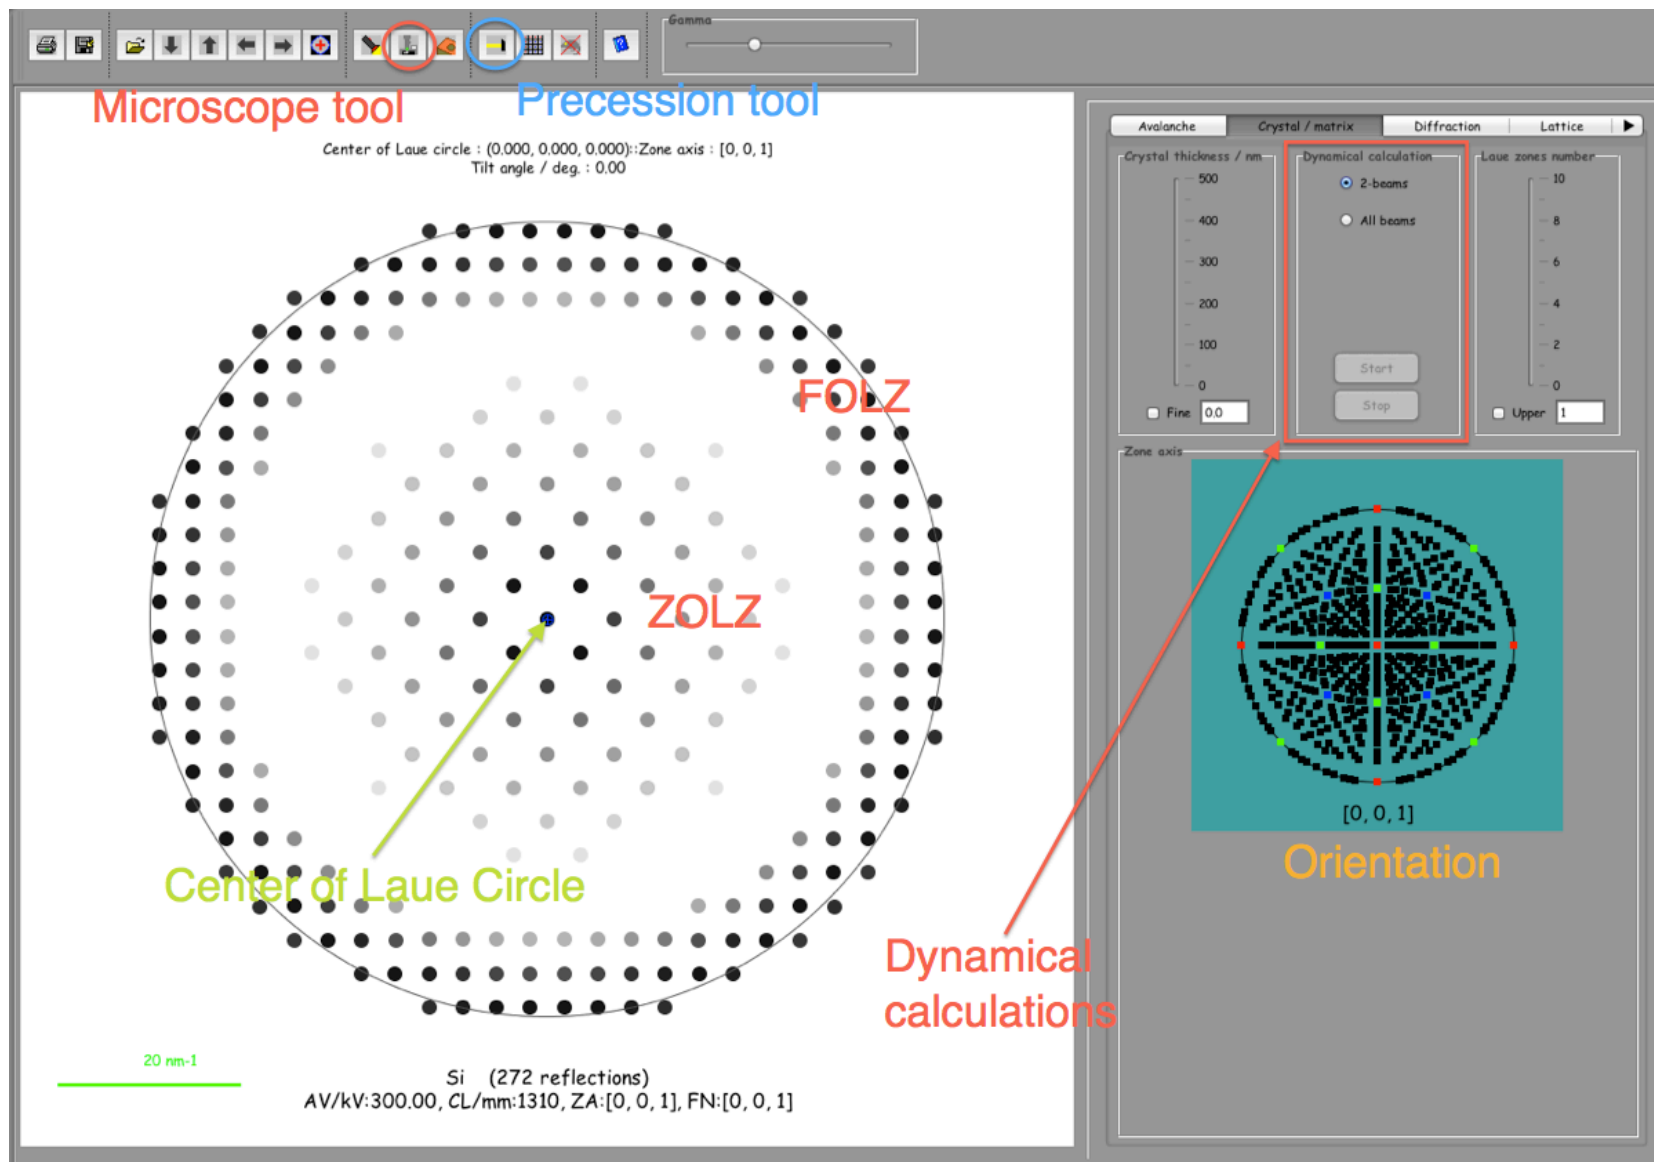 Gamma
Microscope tool
Precession tool
Center of Laue circle : (0.000, 0.000, 0.000)::Zone axis : [0, 0, 1]
Tilt angle / deg. : 0.00
Avalanche
Crystal / matrix
Diffraction
Lattice
Crystal thickness / nm
500
400
300
200
100
0
Fine
0.0
Dynamical calculation
2-beams
All beams
Start
Stop
Laue zones number
10
8
6
4
2
0
Upper
1
FOLZ
ZOLZ
Zone axis
[0, 0, 1]
Orientation
Center of Laue Circle
Dynamical
calculations
20 nm-1
Si (272 reflections)
AV/kV:300.00, CL/mm:1310, ZA:[0, 0, 1], FN:[0, 0, 1]